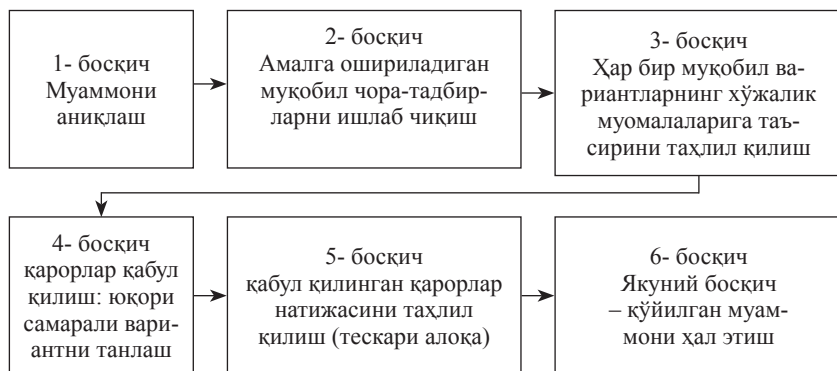 1- босқич
Муаммони
аниқлаш
2- босқич
Амалга ошириладиган
муқобил чора-тадбир-
ларни ишлаб чиқиш
3- босқич
Ҳар бир муқобил ва-
риантларнинг хўжалик
муомалаларига таъ-
сирини таҳлил қилиш
4- босқич
қарорлар қабул
қилиш: юқори
самарали вари-
антни танлаш
5- босқич
қабул қилинган қарорлар
натижасини таҳлил
қилиш (тескари алоқа)
6- босқич
Якуний босқич
– қўйилган муам-
мони ҳал этиш